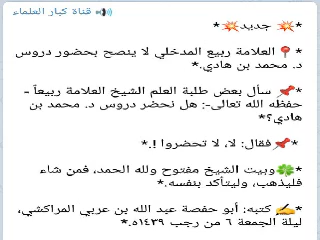 قناة كبار العلماء
*💥 جديد💥*
*📍العلامة ربيع المدخلي لا ينصح بحضور دروس
د. محمد بن هادي.*
*📌 سأل بعض طلبة العلم الشيخ العلامة ربيعاً -
حفظه الله تعالى-: هل نحضر دروس د. محمد بن
هادي؟*
*📌فقال: لا، لا تحضروا !.*
*🍀وبيت الشيخ مفتوح ولله الحمد، فمن شاء
فليذهب، وليتأكد بنفسه.*
*✍كتبه: أبو حفصة عبد الله بن عربي المراكشي،
ليلة الجمعة ٦ من رجب ١٤٣٩ه.*